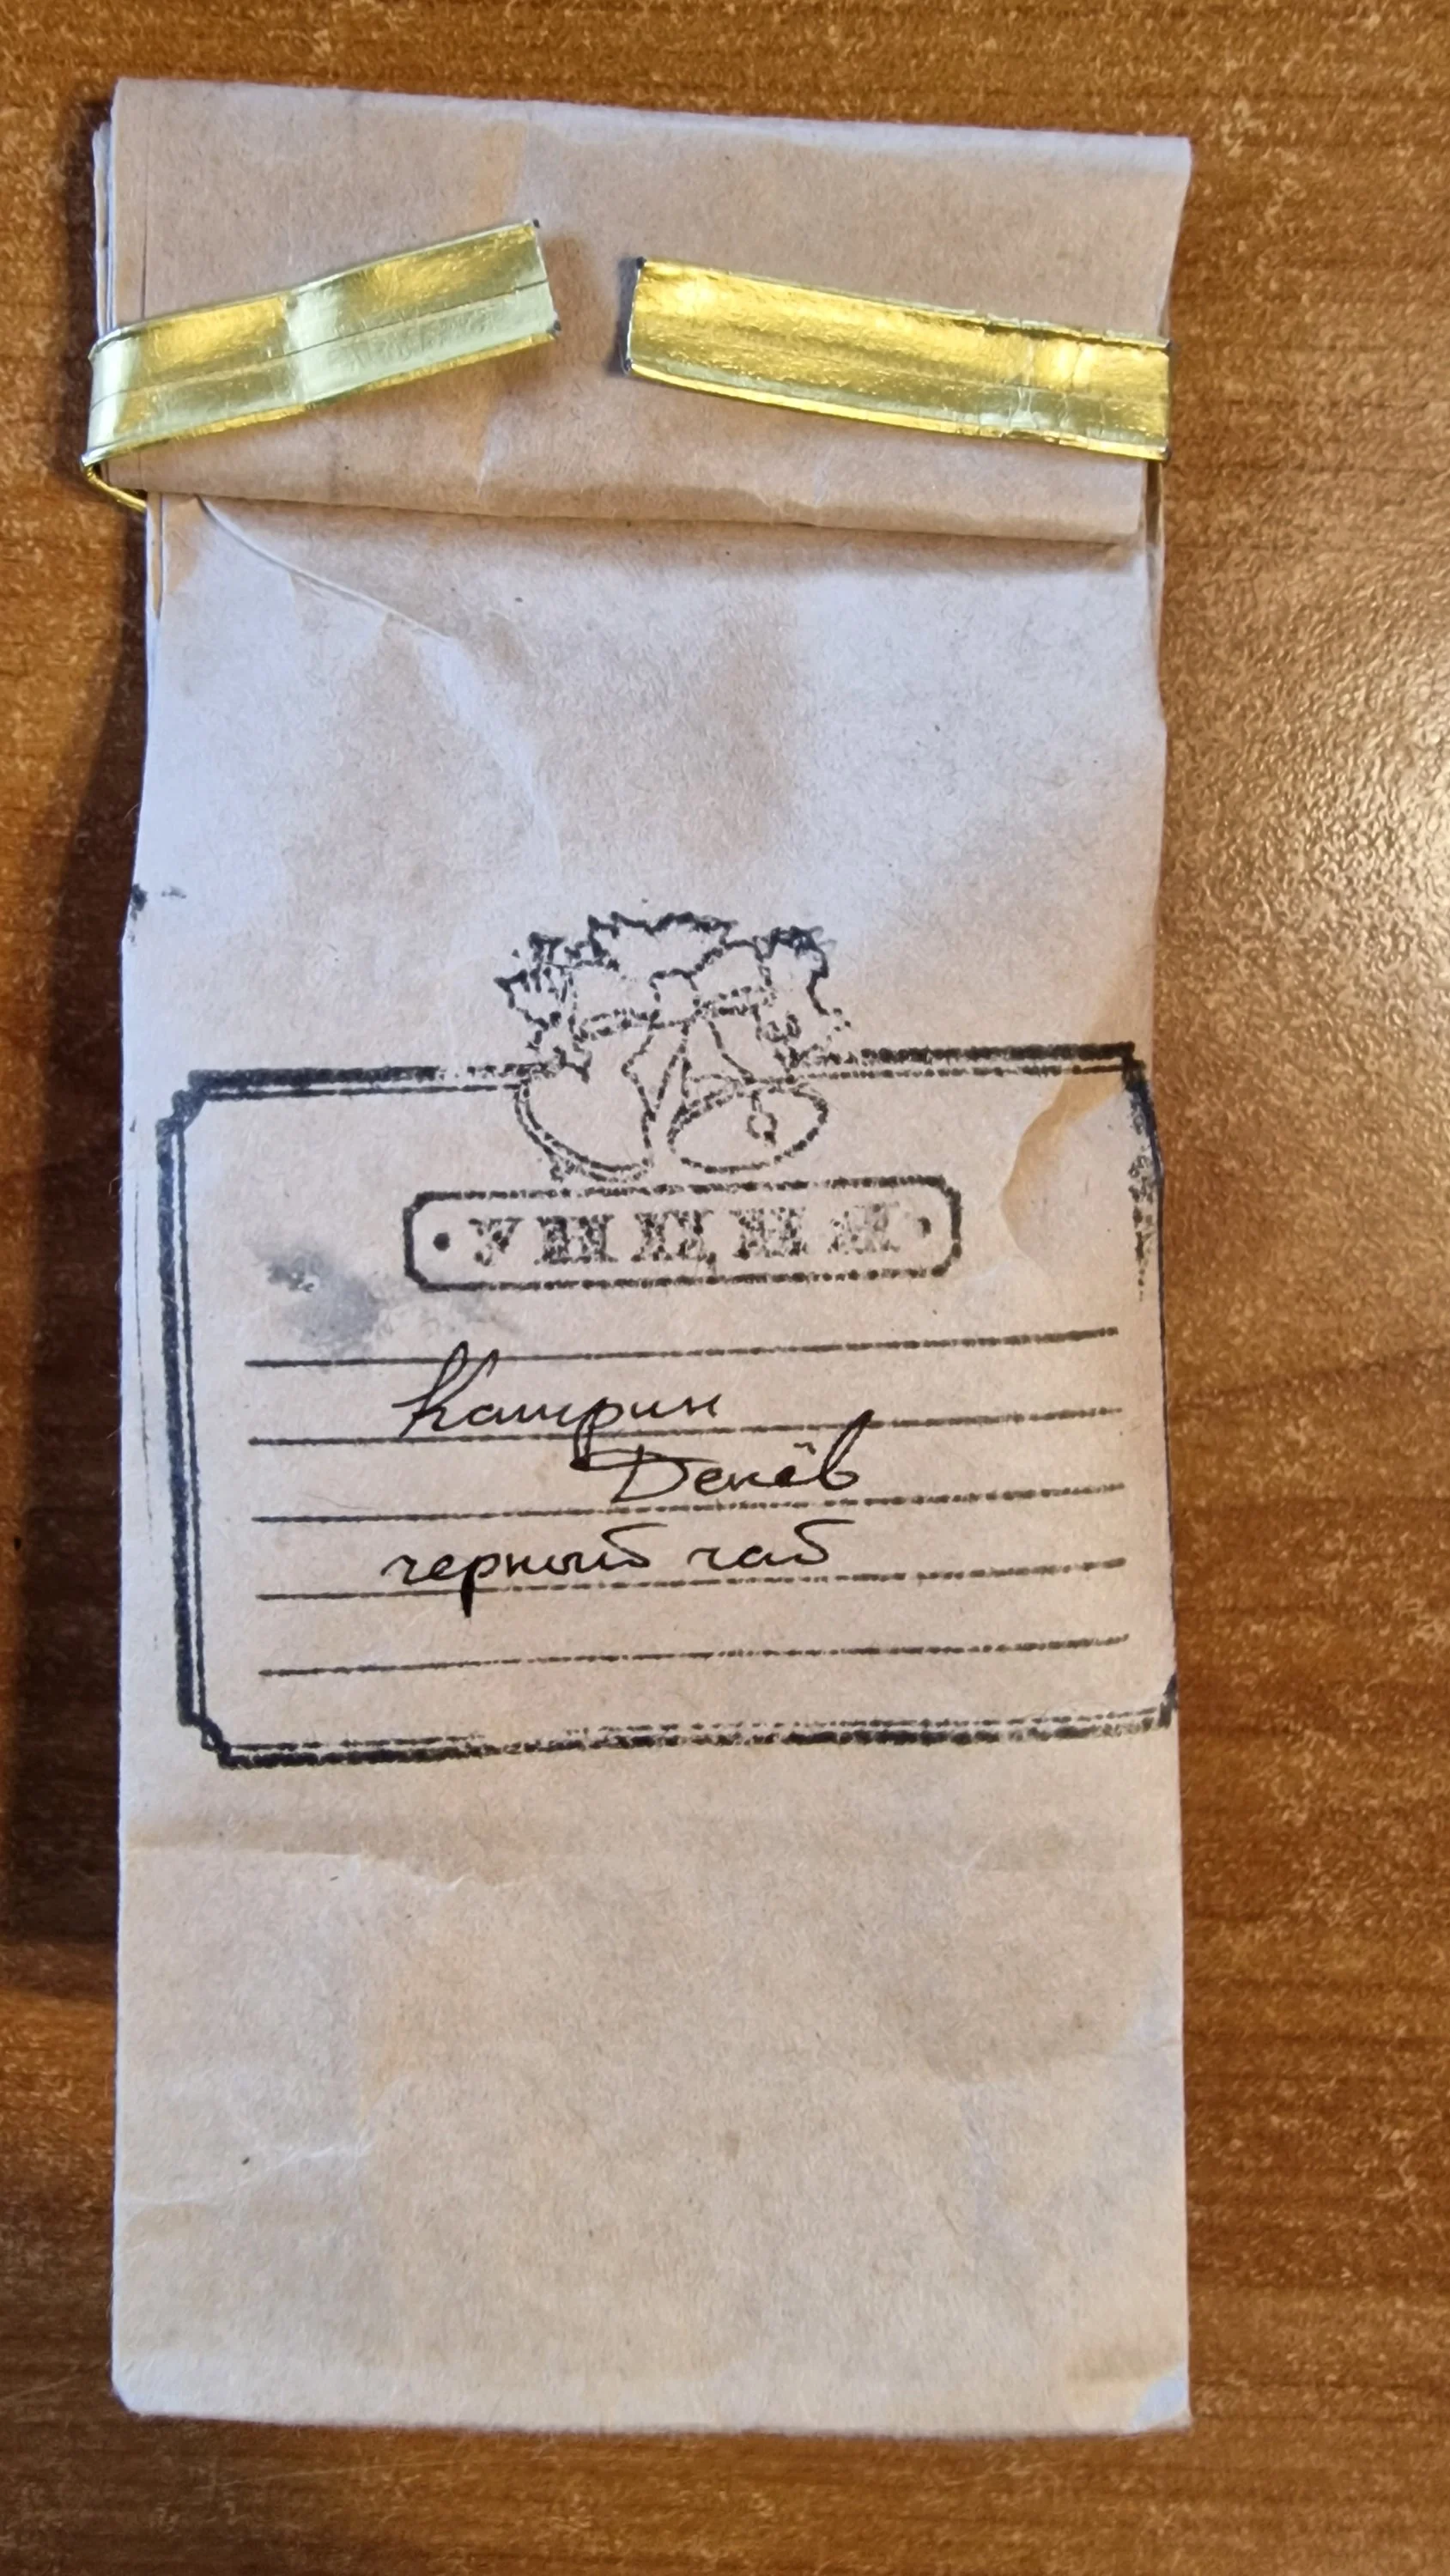 Катрин
Денёв
черный чай